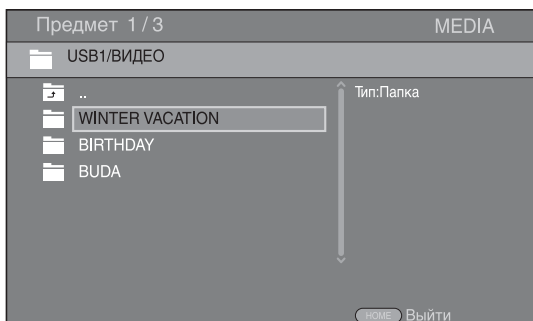 Предмет 1/3 MEDIA
USB1/ВИДЕО
..
Тип:Папка
WINTER VACATION
BIRTHDAY
BUDA
HOME Выйти